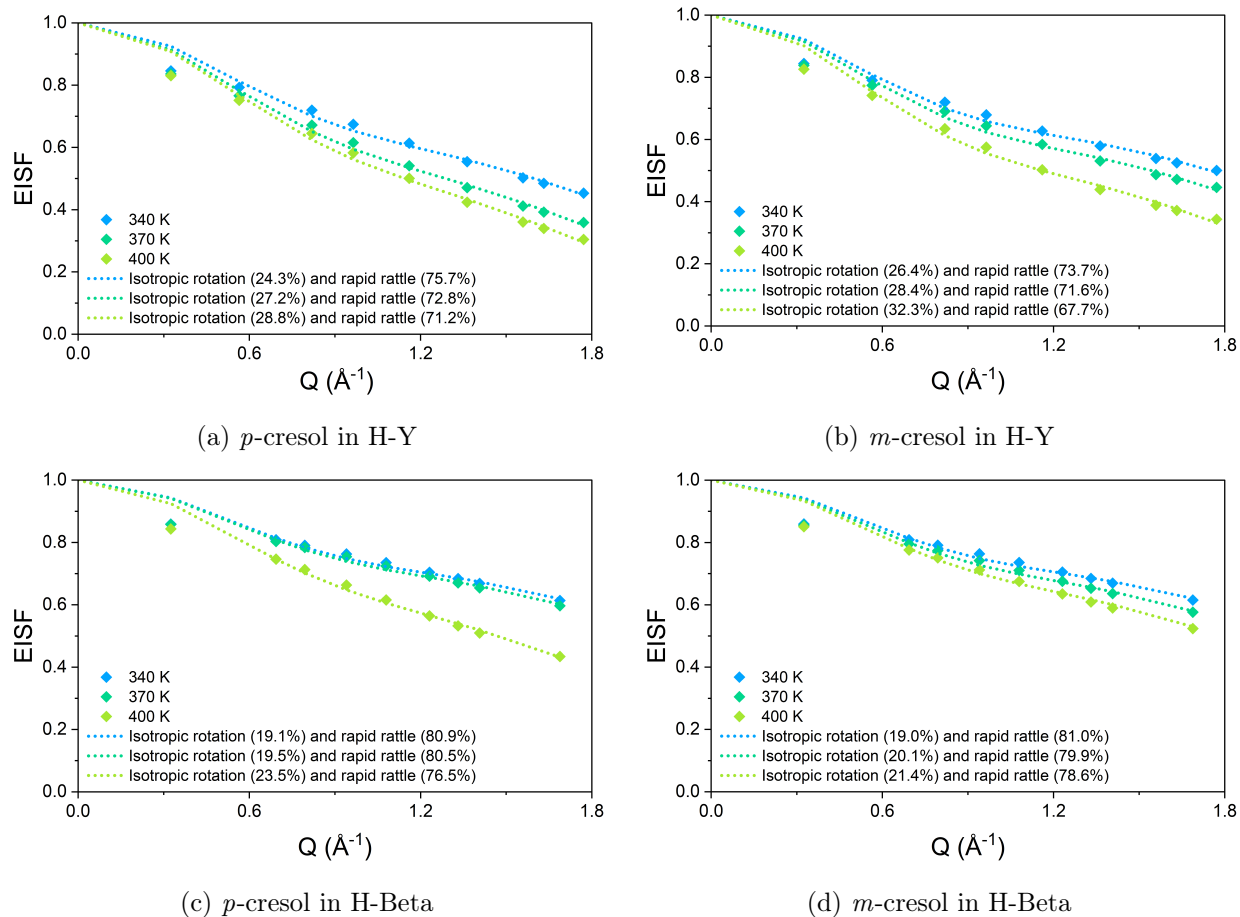 1.0
0.8
0.6
0.4
0.2
0.0
EISF
340 K
370 K
400 K
Isotropic rotation (24.3%) and rapid rattle (75.7%)
Isotropic rotation (27.2%) and rapid rattle (72.8%)
Isotropic rotation (28.8%) and rapid rattle (71.2%)
0.0 0.6 1.2 1.8
Q (Å⁻¹)
(a) p-cresol in H-Y
1.0
0.8
0.6
0.4
0.2
0.0
EISF
340 K
370 K
400 K
Isotropic rotation (26.4%) and rapid rattle (73.7%)
Isotropic rotation (28.4%) and rapid rattle (71.6%)
Isotropic rotation (32.3%) and rapid rattle (67.7%)
0.0 0.6 1.2 1.8
Q (Å⁻¹)
(b) m-cresol in H-Y
1.0
0.8
0.6
0.4
0.2
0.0
EISF
340 K
370 K
400 K
Isotropic rotation (19.1%) and rapid rattle (80.9%)
Isotropic rotation (19.5%) and rapid rattle (80.5%)
Isotropic rotation (23.5%) and rapid rattle (76.5%)
0.0 0.6 1.2 1.8
Q (Å⁻¹)
(c) p-cresol in H-Beta
1.0
0.8
0.6
0.4
0.2
0.0
EISF
340 K
370 K
400 K
Isotropic rotation (19.0%) and rapid rattle (81.0%)
Isotropic rotation (20.1%) and rapid rattle (79.9%)
Isotropic rotation (21.4%) and rapid rattle (78.6%)
0.0 0.6 1.2 1.8
Q (Å⁻¹)
(d) m-cresol in H-Beta